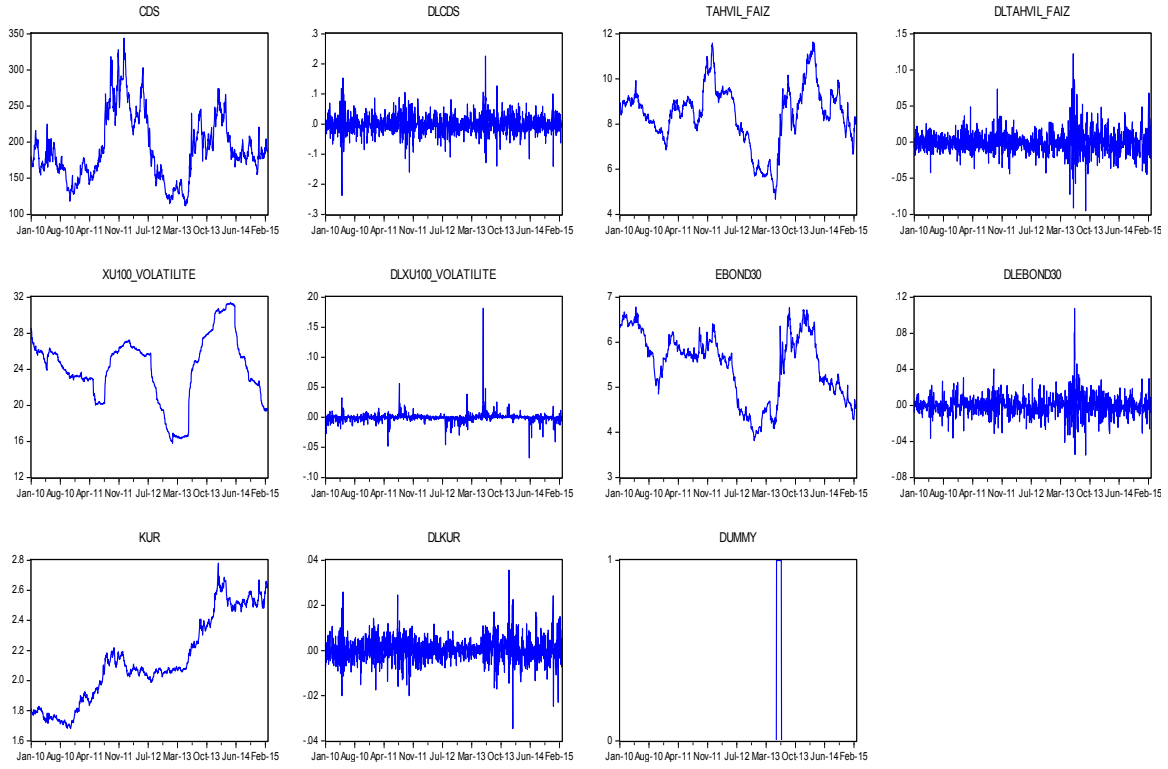 CDS
350
300
250
200
150
100
Jan-10 Aug-10 Apr-11 Nov-11 Jul-12 Mar-13 Oct-13 Jun-14 Feb-15
DLCDS
.3
.2
.1
.0
-.1
-.2
-.3
Jan-10 Aug-10 Apr-11 Nov-11 Jul-12 Mar-13 Oct-13 Jun-14 Feb-15
TAHVIL_FAIZ
12
10
8
6
4
Jan-10 Aug-10 Apr-11 Nov-11 Jul-12 Mar-13 Oct-13 Jun-14 Feb-15
DLTAHVIL_FAIZ
.15
.10
.05
.00
-.05
-.10
Jan-10 Aug-10 Apr-11 Nov-11 Jul-12 Mar-13 Oct-13 Jun-14 Feb-15
XU100_VOLATILITE
32
28
24
20
16
12
Jan-10 Aug-10 Apr-11 Nov-11 Jul-12 Mar-13 Oct-13 Jun-14 Feb-15
DLXU100_VOLATILITE
.20
.15
.10
.05
.00
-.05
-.10
Jan-10 Aug-10 Apr-11 Nov-11 Jul-12 Mar-13 Oct-13 Jun-14 Feb-15
EBOND30
7
6
5
4
3
Jan-10 Aug-10 Apr-11 Nov-11 Jul-12 Mar-13 Oct-13 Jun-14 Feb-15
DLEBOND30
.12
.08
.04
.00
-.04
-.08
Jan-10 Aug-10 Apr-11 Nov-11 Jul-12 Mar-13 Oct-13 Jun-14 Feb-15
KUR
2.8
2.6
2.4
2.2
2.0
1.8
1.6
Jan-10 Aug-10 Apr-11 Nov-11 Jul-12 Mar-13 Oct-13 Jun-14 Feb-15
DLKUR
.04
.02
.00
-.02
-.04
Jan-10 Aug-10 Apr-11 Nov-11 Jul-12 Mar-13 Oct-13 Jun-14 Feb-15
DUMMY
1
0
Jan-10 Aug-10 Apr-11 Nov-11 Jul-12 Mar-13 Oct-13 Jun-14 Feb-15